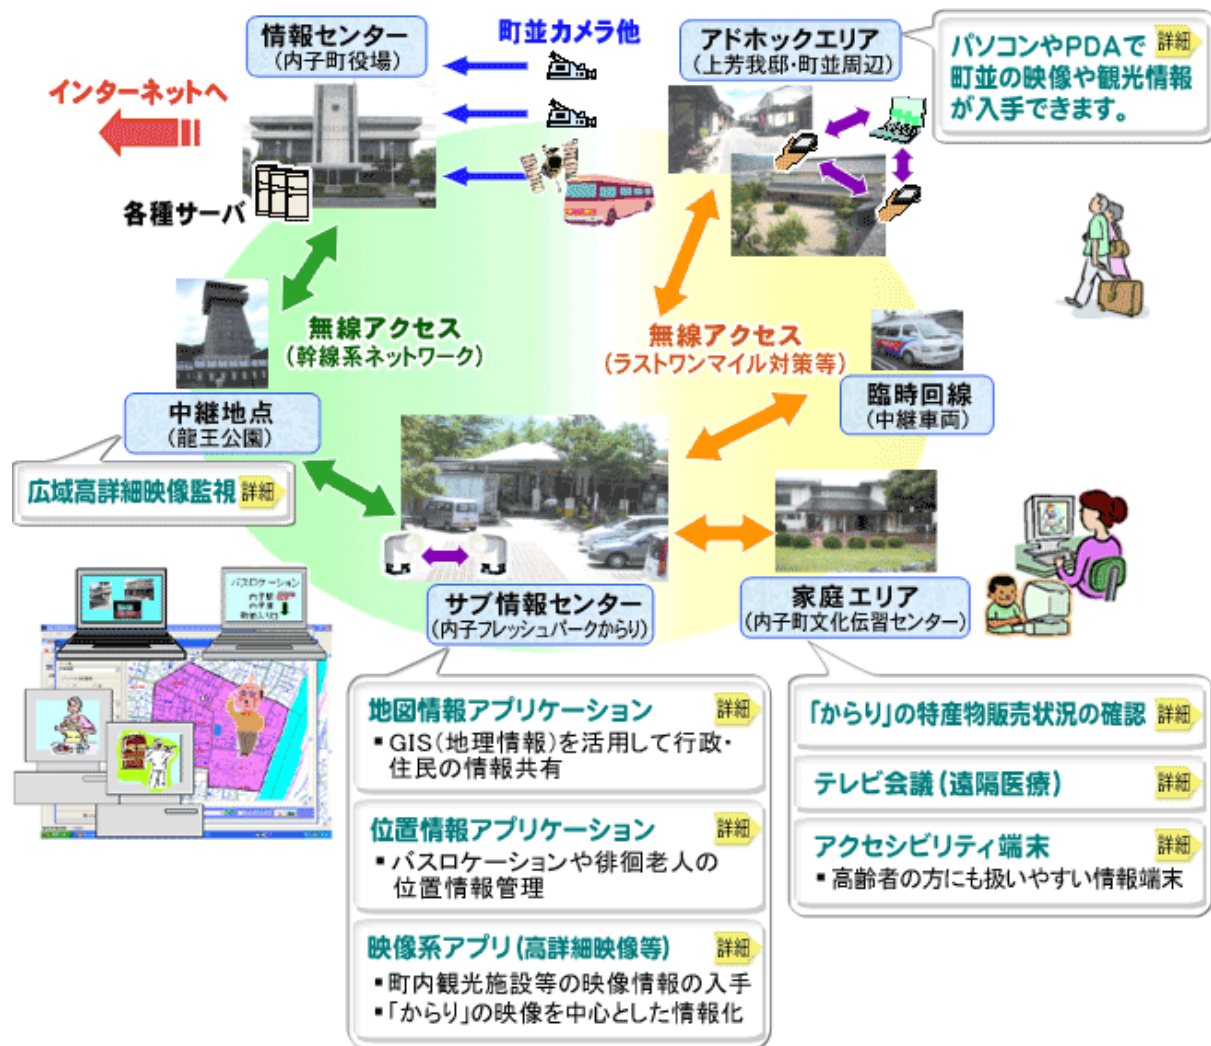 情報センター
(内子町役場)
町並カメラ他
アドホックエリア
(上芳我邸・町並周辺)
パソコンやPDAで
町並の映像や観光情報
が入手できます。
詳細
インターネットへ
各種サーバ
無線アクセス
(幹線系ネットワーク)
無線アクセス
(ラストワンマイル対策等)
中継地点
(龍王公園)
広域高詳細映像監視
詳細
臨時回線
(中継車両)
サブ情報センター
(内子フレッシュパークからり)
家庭エリア
(内子町文化伝習センター)
バスロケーション
地図情報アプリケーション
詳細
▪GIS(地理情報)を活用して行政・
住民の情報共有
位置情報アプリケーション
詳細
▪バスロケーションや徘徊老人の
位置情報管理
映像系アプリ(高詳細映像等)
詳細
▪町内観光施設等の映像情報の入手
▪「からり」の映像を中心とした情報化
「からり」の特産物販売状況の確認
詳細
テレビ会議(遠隔医療)
詳細
アクセシビリティ端末
詳細
▪高齢者の方にも扱いやすい情報端末